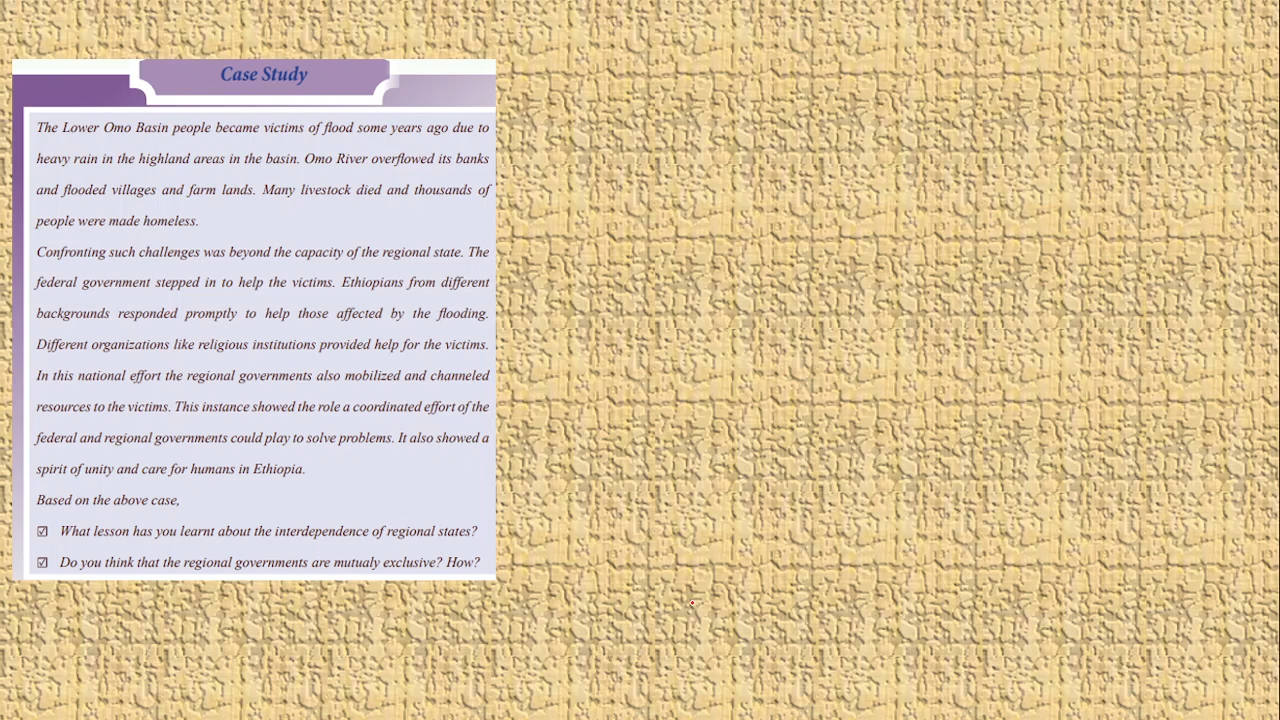 Case Study
The Lower Omo Basin people became victims of flood some years ago due to
heavy rain in the highland areas in the basin. Omo River overflowed its banks
and flooded villages and farm lands. Many livestock died and thousands of
people were made homeless.
Confronting such challenges was beyond the capacity of the regional state. The
federal government stepped in to help the victims. Ethiopians from different
backgrounds responded promptly to help those affected by the flooding.
Different organizations like religious institutions provided help for the victims.
In this national effort the regional governments also mobilized and channeled
resources to the victims. This instance showed the role a coordinated effort of the
federal and regional governments could play to solve problems. It also showed a
spirit of unity and care for humans in Ethiopia.
Based on the above case,
☑ What lesson has you learnt about the interdependence of regional states?
☑ Do you think that the regional governments are mutualy exclusive? How?